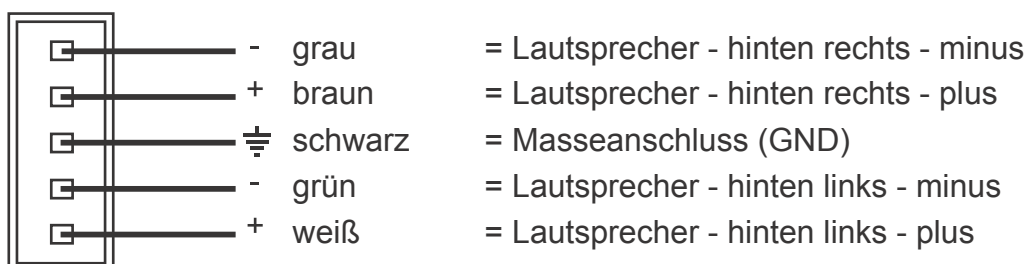 - grau = Lautsprecher - hinten rechts - minus
+ braun = Lautsprecher - hinten rechts - plus
schwarz = Masseanschluss (GND)
- grün = Lautsprecher - hinten links - minus
+ weiß = Lautsprecher - hinten links - plus